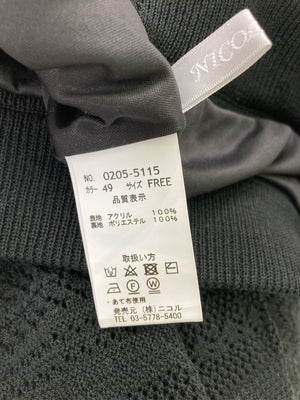 NICO
NO. 0205-5115
カラー 49 サイズ FREE
品質表示
表地 アクリル 100%
裏地 ポリエステル 100%
取扱い方
・あて布使用
発売元 (株)ニコル
TEL 03-5778-5400